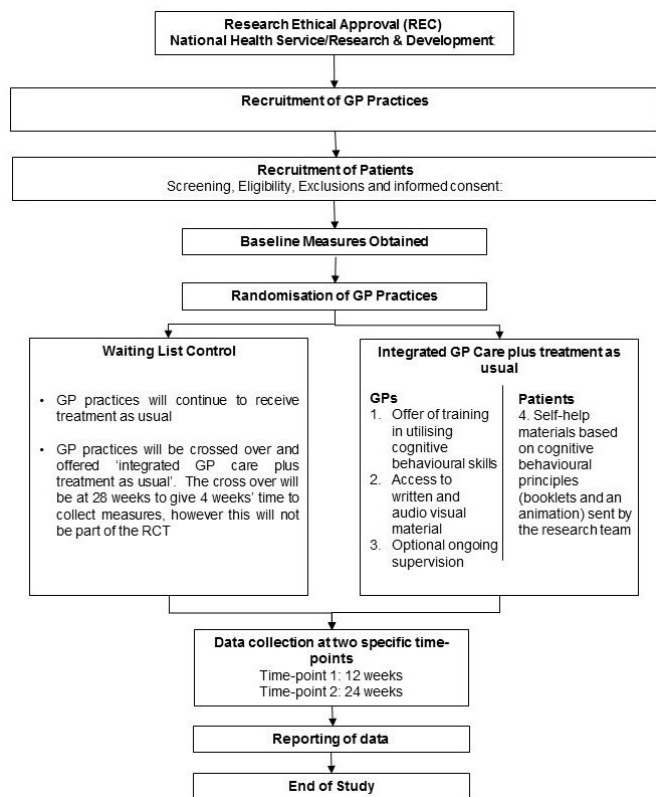 Research Ethical Approval (REC)
National Health Service/Research & Development
Recruitment of GP Practices
Recruitment of Patients
Screening, Eligibility, Exclusions and informed consent:
Baseline Measures Obtained
Randomisation of GP Practices
Waiting List Control
• GP practices will continue to receive
treatment as usual
• GP practices will be crossed over and
offered ‘integrated GP care plus
treatment as usual’. The cross over will
be at 28 weeks to give 4 weeks’ time to
collect measures, however this will not
be part of the RCT
Integrated GP Care plus treatment as
usual
GPs
1. Offer of training
in utilising
cognitive
behavioural skills
2. Access to
written and
audio visual
material
3. Optional ongoing
supervision
Patients
4. Self-help
materials based
on cognitive
behavioural
principles
(booklets and an
animation) sent by
the research team
Data collection at two specific time-
points
Time-point 1: 12 weeks
Time-point 2: 24 weeks
Reporting of data
End of Study